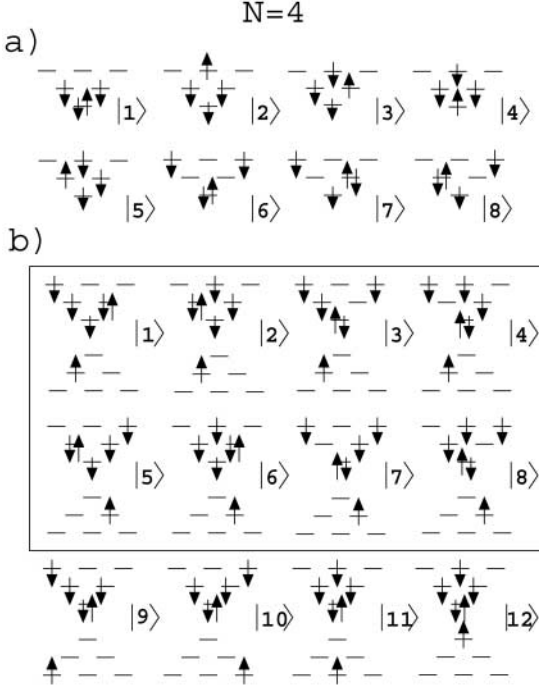 N=4
a)
|1⟩ |2⟩ |3⟩ |4⟩
|5⟩ |6⟩ |7⟩ |8⟩
b)
|1⟩ |2⟩ |3⟩ |4⟩
|5⟩ |6⟩ |7⟩ |8⟩
|9⟩ |10⟩ |11⟩ |12⟩